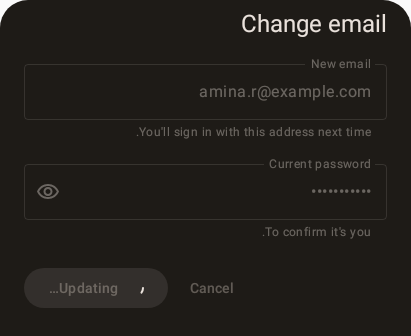 Change email
New email
amina.r@example.com
.You'll sign in with this address next time
Current password
•••••••••••
.To confirm it's you
…Updating
Cancel